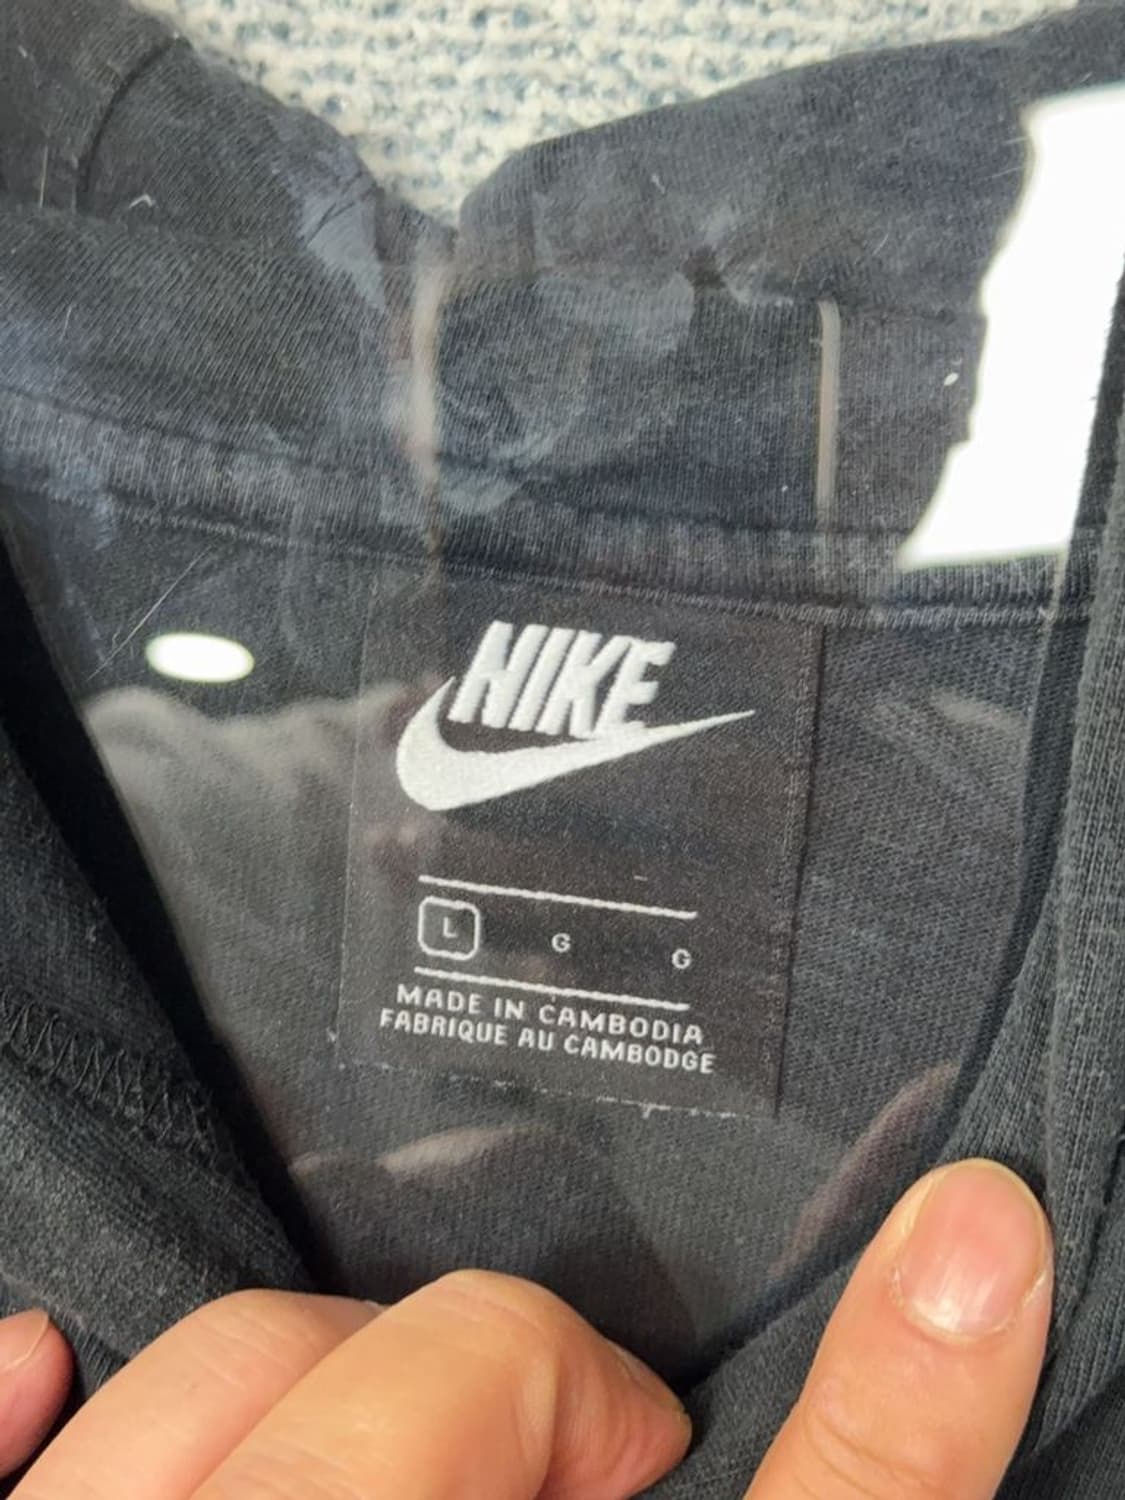 NIKE
L G G
MADE IN CAMBODIA
FABRIQUE AU CAMBODGE